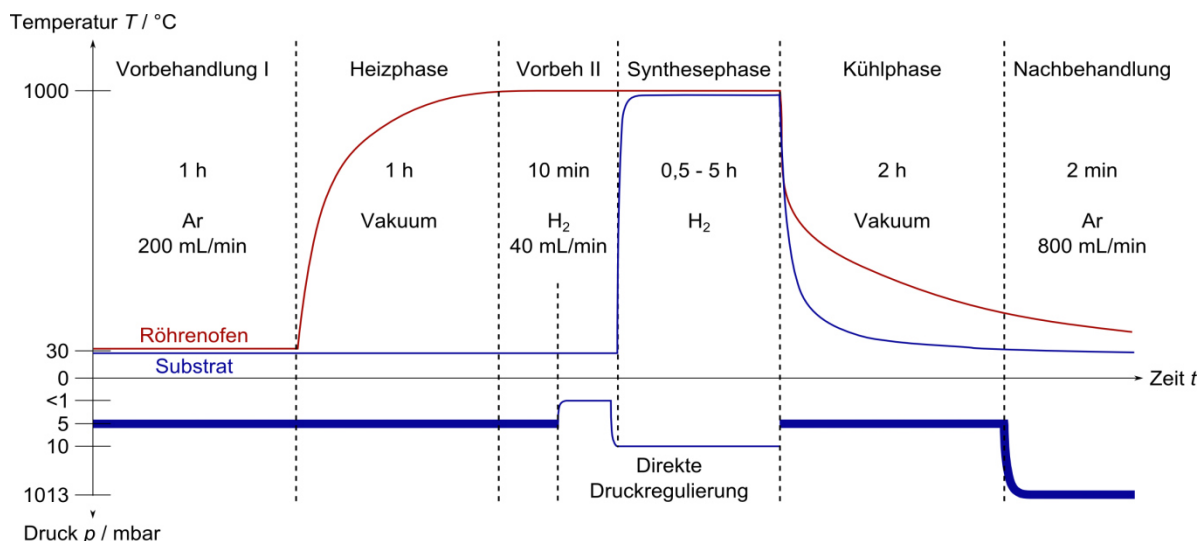 Temperatur T / °C
Vorbehandlung I
Heizphase
Vorbeh II
Synthesephase
Kühlphase
Nachbehandlung
1000
1 h
1 h
10 min
0,5 - 5 h
2 h
2 min
Ar
200 mL/min
Vakuum
H₂
40 mL/min
H₂
Vakuum
Ar
800 mL/min
Röhrenofen
30
Substrat
0
Zeit t
<1
5
10
Direkte
Druckregulierung
1013
Druck p / mbar